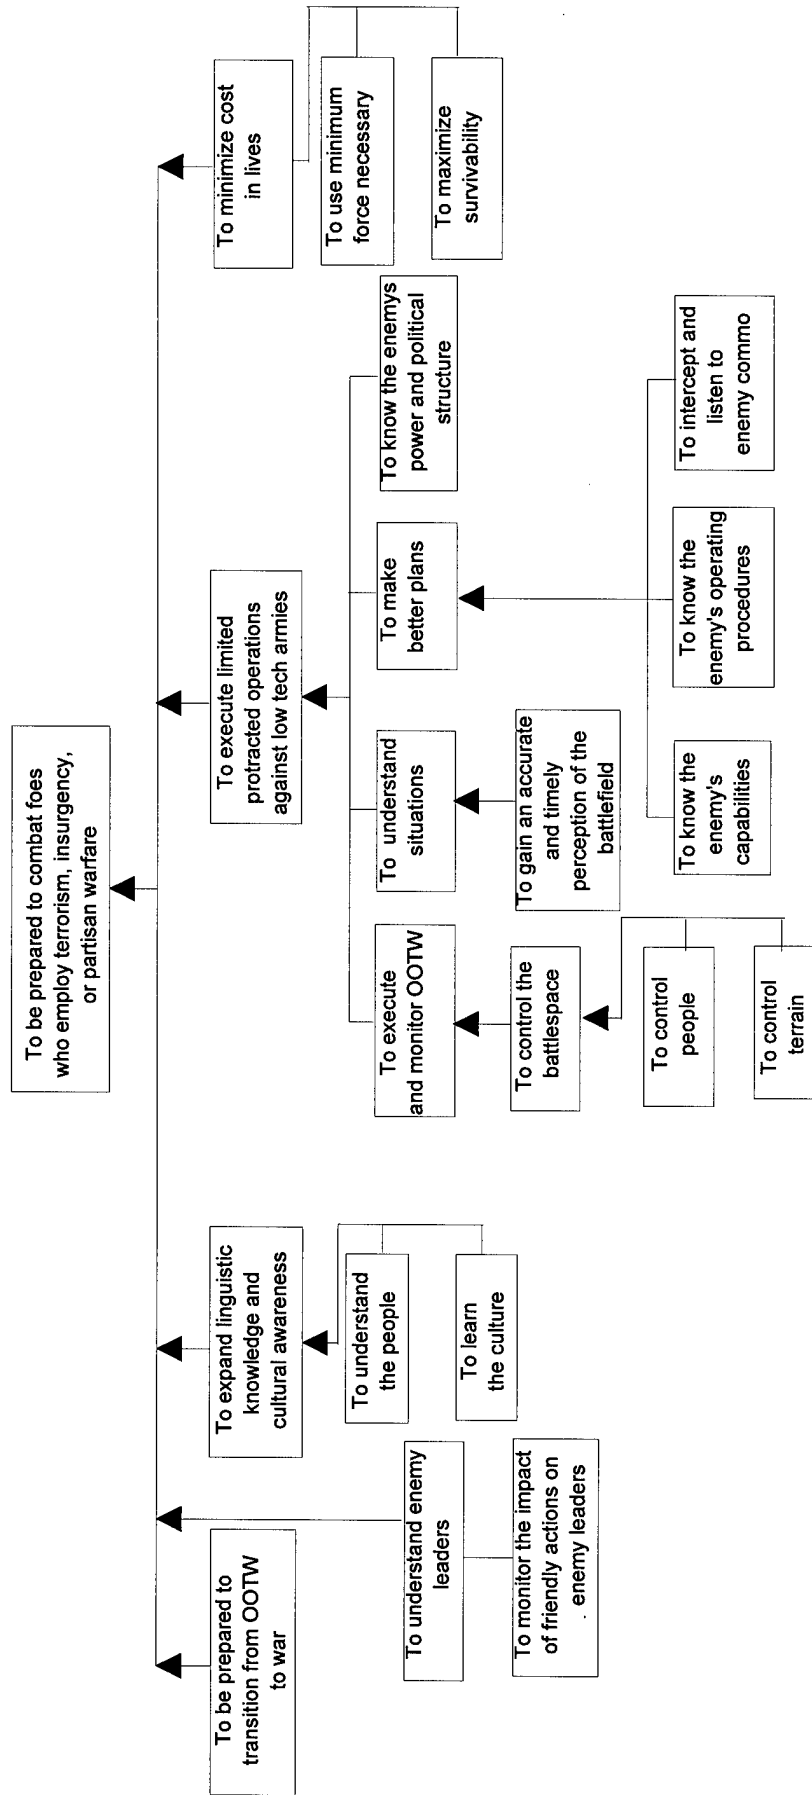 To be prepared to combat foes
who employ terrorism, insurgency,
or partisan warfare
To be prepared to
transition from OOTW
to war
To understand enemy
leaders
To monitor the impact
of friendly actions on
enemy leaders
To expand linguistic
knowledge and
cultural awareness
To understand
the people
To learn
the culture
To execute limited
protracted operations
against low tech armies
To execute
and monitor OOTW
To control the
battlespace
To control
people
To control
terrain
To understand
situations
To gain an accurate
and timely
perception of the
battlefield
To make
better plans
To know the
enemy's
capabilities
To know the
enemy's operating
procedures
To intercept and
listen to
enemy commo
To know the enemys
power and political
structure
To minimize cost
in lives
To use minimum
force necessary
To maximize
survivability